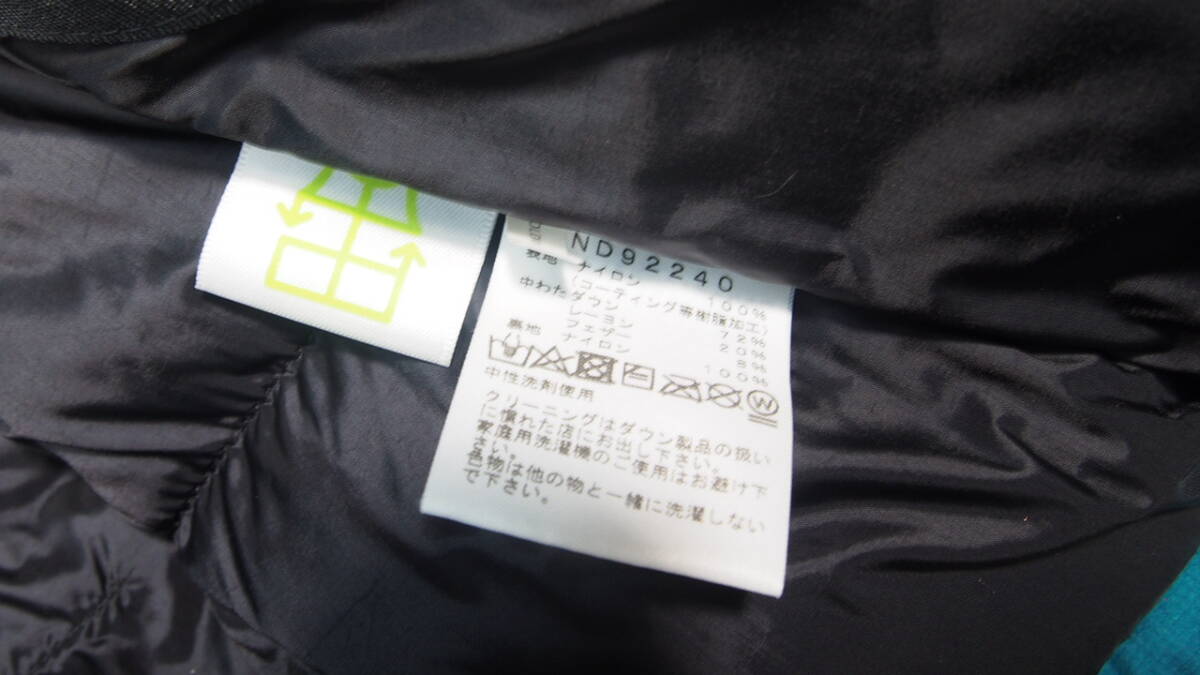 ND92240
表地 ナイロン 100%
(コーティング等樹脂加工)
中わた ダウン 72%
レーヨン 20%
フェザー 8%
裏地 ナイロン 100%
W
中性洗剤使用
クリーニングはダウン製品の扱い
に慣れた店にお出し下さい。
家庭用洗濯機のご使用はお避け下
さい。
色物は他の物と一緒に洗濯しない
で下さい。